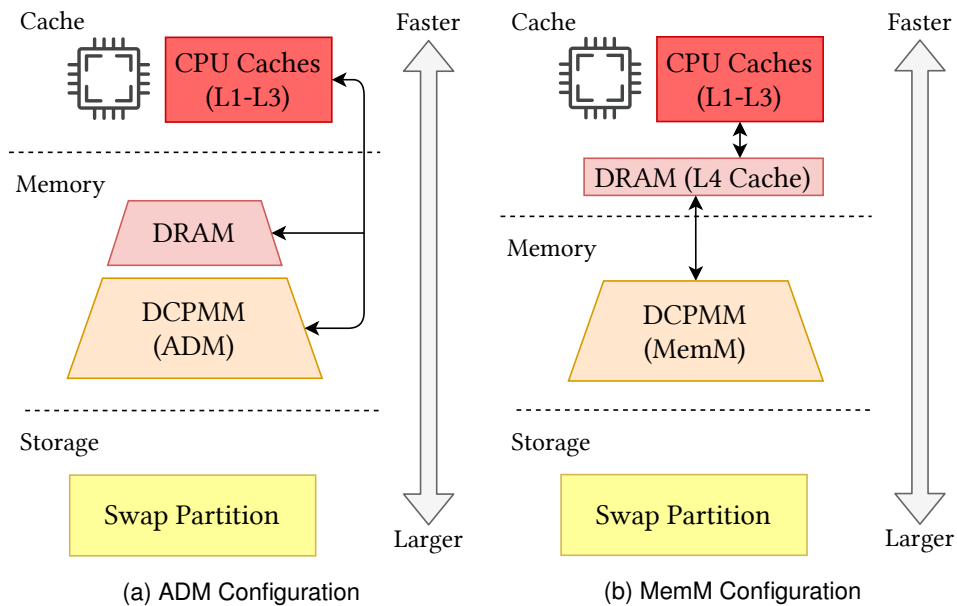 Cache
Faster
CPU Caches
(L1-L3)
Memory
DRAM
DCPMM
(ADM)
Storage
Swap Partition
Larger
(a) ADM Configuration
Cache
Faster
CPU Caches
(L1-L3)
DRAM (L4 Cache)
Memory
DCPMM
(MemM)
Storage
Swap Partition
Larger
(b) MemM Configuration